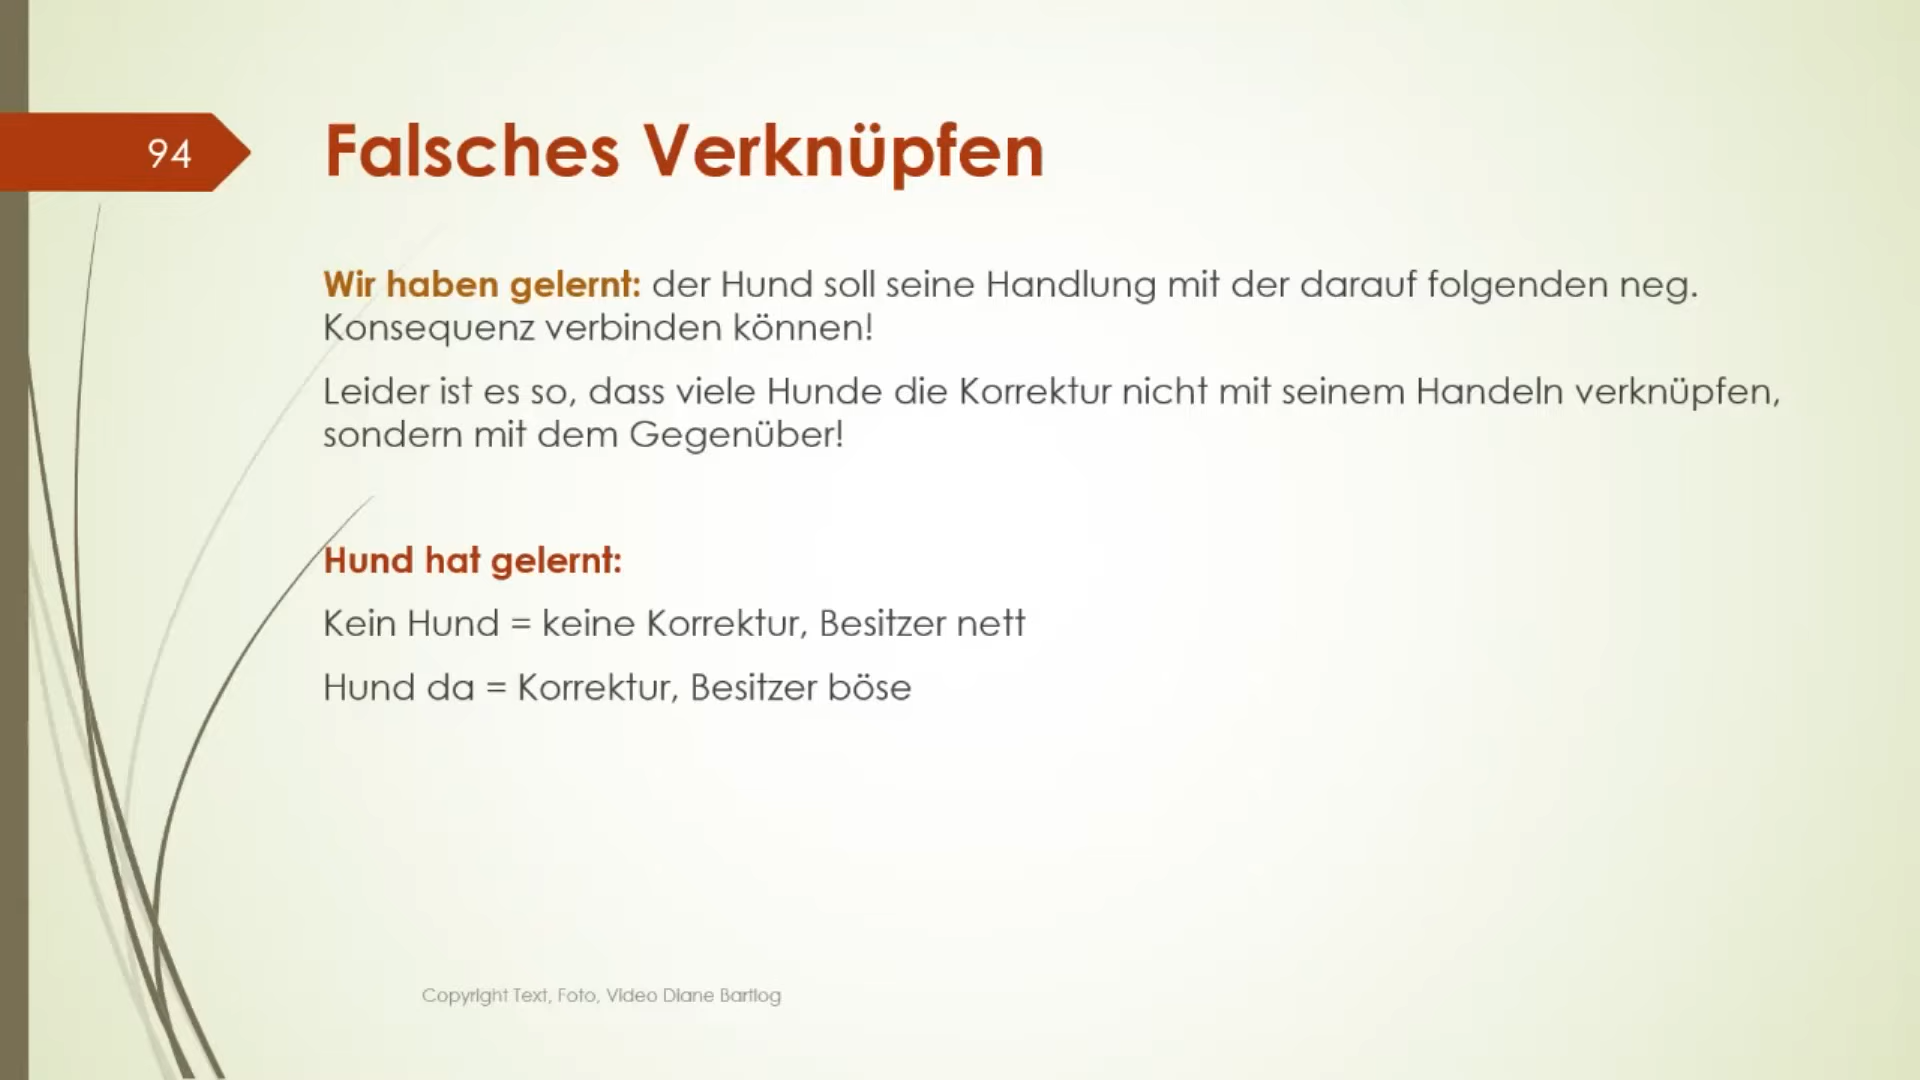 94
Falsches Verknüpfen
Wir haben gelernt: der Hund soll seine Handlung mit der darauf folgenden neg.
Konsequenz verbinden können!
Leider ist es so, dass viele Hunde die Korrektur nicht mit seinem Handeln verknüpfen,
sondern mit dem Gegenüber!
Hund hat gelernt:
Kein Hund = keine Korrektur, Besitzer nett
Hund da = Korrektur, Besitzer böse
Copyright Text, Foto, Video Diane Bartlog